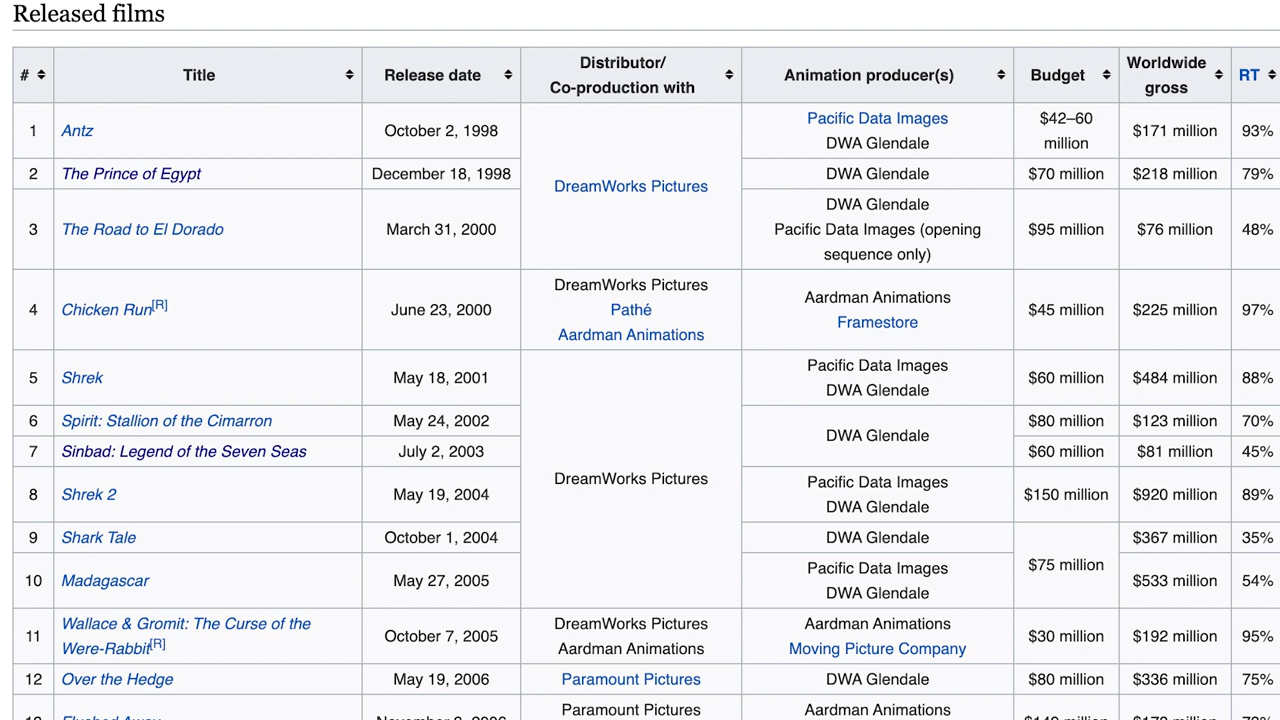 Released films
# Title Release date Distributor/ Co-production with Animation producer(s) Budget Worldwide gross RT
1 Antz October 2, 1998 DreamWorks Pictures Pacific Data Images DWA Glendale $42–60 million $171 million 93%
2 The Prince of Egypt December 18, 1998 DWA Glendale $70 million $218 million 79%
3 The Road to El Dorado March 31, 2000 DWA Glendale Pacific Data Images (opening sequence only) $95 million $76 million 48%
4 Chicken Run[R] June 23, 2000 DreamWorks Pictures Pathé Aardman Animations Aardman Animations Framestore $45 million $225 million 97%
5 Shrek May 18, 2001 DreamWorks Pictures Pacific Data Images DWA Glendale $60 million $484 million 88%
6 Spirit: Stallion of the Cimarron May 24, 2002 DWA Glendale $80 million $123 million 70%
7 Sinbad: Legend of the Seven Seas July 2, 2003 $60 million $81 million 45%
8 Shrek 2 May 19, 2004 Pacific Data Images DWA Glendale $150 million $920 million 89%
9 Shark Tale October 1, 2004 DWA Glendale $75 million $367 million 35%
10 Madagascar May 27, 2005 Pacific Data Images DWA Glendale $533 million 54%
11 Wallace & Gromit: The Curse of the Were-Rabbit[R] October 7, 2005 DreamWorks Pictures Aardman Animations Aardman Animations Moving Picture Company $30 million $192 million 95%
12 Over the Hedge May 19, 2006 Paramount Pictures DWA Glendale $80 million $336 million 75%
Paramount Pictures Aardman Animations